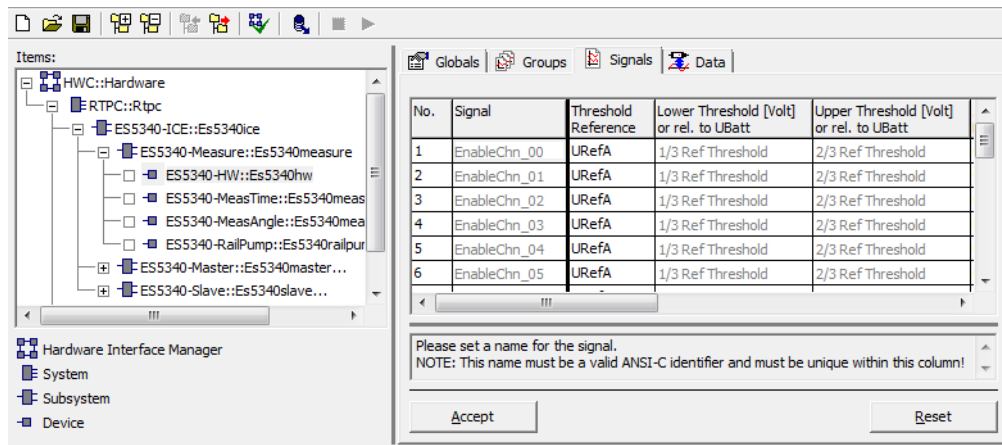 Items:
HWC::Hardware
RTPC::Rtpc
ES5340-ICE::Es5340ice
ES5340-Measure::Es5340measure
ES5340-HW::Es5340hw
ES5340-MeasTime::Es5340meas
ES5340-MeasAngle::Es5340mea
ES5340-RailPump::Es5340railpur
ES5340-Master::Es5340master...
ES5340-Slave::Es5340slave...
Hardware Interface Manager
System
Subsystem
Device
Globals Groups Signals Data
No. Signal Threshold Reference Lower Threshold [Volt] or rel. to UBatt Upper Threshold [Volt] or rel. to UBatt
1 EnableChn_00 URefA 1/3 Ref Threshold 2/3 Ref Threshold
2 EnableChn_01 URefA 1/3 Ref Threshold 2/3 Ref Threshold
3 EnableChn_02 URefA 1/3 Ref Threshold 2/3 Ref Threshold
4 EnableChn_03 URefA 1/3 Ref Threshold 2/3 Ref Threshold
5 EnableChn_04 URefA 1/3 Ref Threshold 2/3 Ref Threshold
6 EnableChn_05 URefA 1/3 Ref Threshold 2/3 Ref Threshold
Please set a name for the signal.
NOTE: This name must be a valid ANSI-C identifier and must be unique within this column!
Accept Reset